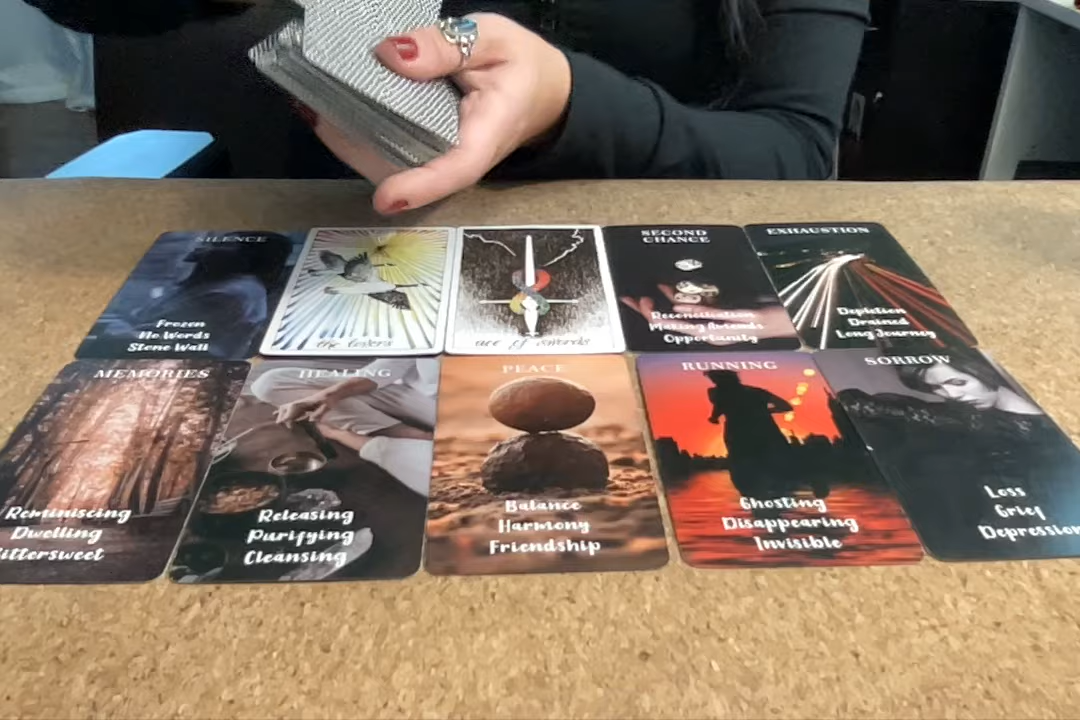 SILENCE
Frozen
No Words
Stone Wall
the lovers
ace of swords
SECOND
CHANCE
Reconciliation
Making Amends
Opportunity
EXHAUSTION
Depletion
Drained
Long Journey
MEMORIES
Reminiscing
Dwelling
ittersweet
HEALING
Releasing
Purifying
Cleansing
PEACE
Balance
Harmony
Friendship
RUNNING
Ghosting
Disappearing
Invisible
SORROW
Loss
Grief
Depression